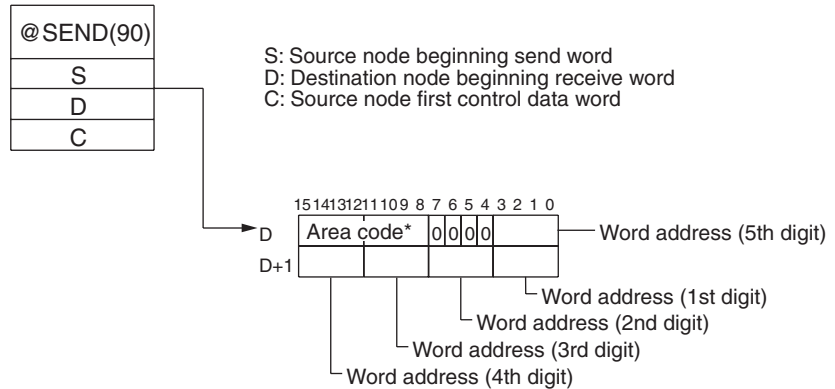 @SEND(90)
S
D
C
S: Source node beginning send word
D: Destination node beginning receive word
C: Source node first control data word
15 14 13 12 11 10 9 8 7 6 5 4 3 2 1 0
D Area code* 0 0 0 0 Word address (5th digit)
D+1
Word address (1st digit)
Word address (2nd digit)
Word address (3rd digit)
Word address (4th digit)